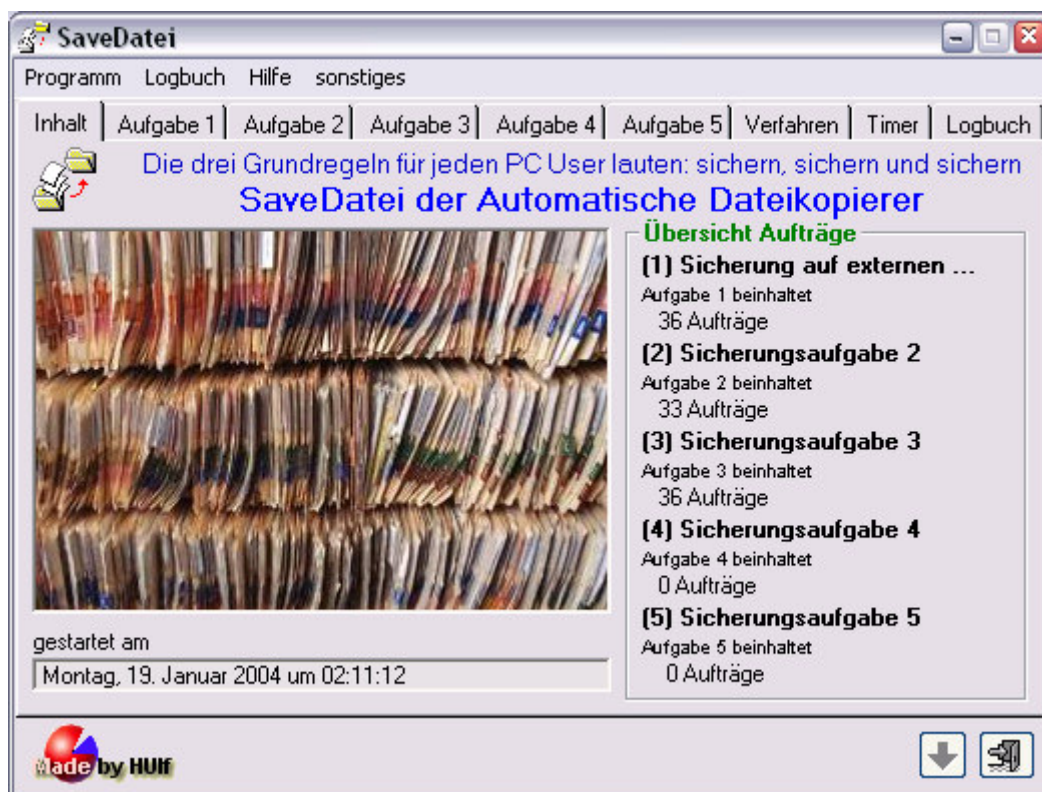 SaveDatei
Programm Logbuch Hilfe sonstiges
Inhalt Aufgabe 1 Aufgabe 2 Aufgabe 3 Aufgabe 4 Aufgabe 5 Verfahren Timer Logbuch
Die drei Grundregeln für jeden PC User lauten: sichern, sichern und sichern
SaveDatei der Automatische Dateikopierer
Übersicht Aufträge
(1) Sicherung auf externen ...
Aufgabe 1 beinhaltet
36 Aufträge
(2) Sicherungsaufgabe 2
Aufgabe 2 beinhaltet
33 Aufträge
(3) Sicherungsaufgabe 3
Aufgabe 3 beinhaltet
36 Aufträge
(4) Sicherungsaufgabe 4
Aufgabe 4 beinhaltet
0 Aufträge
(5) Sicherungsaufgabe 5
Aufgabe 5 beinhaltet
0 Aufträge
gestartet am
Montag, 19. Januar 2004 um 02:11:12
Made by HUlf